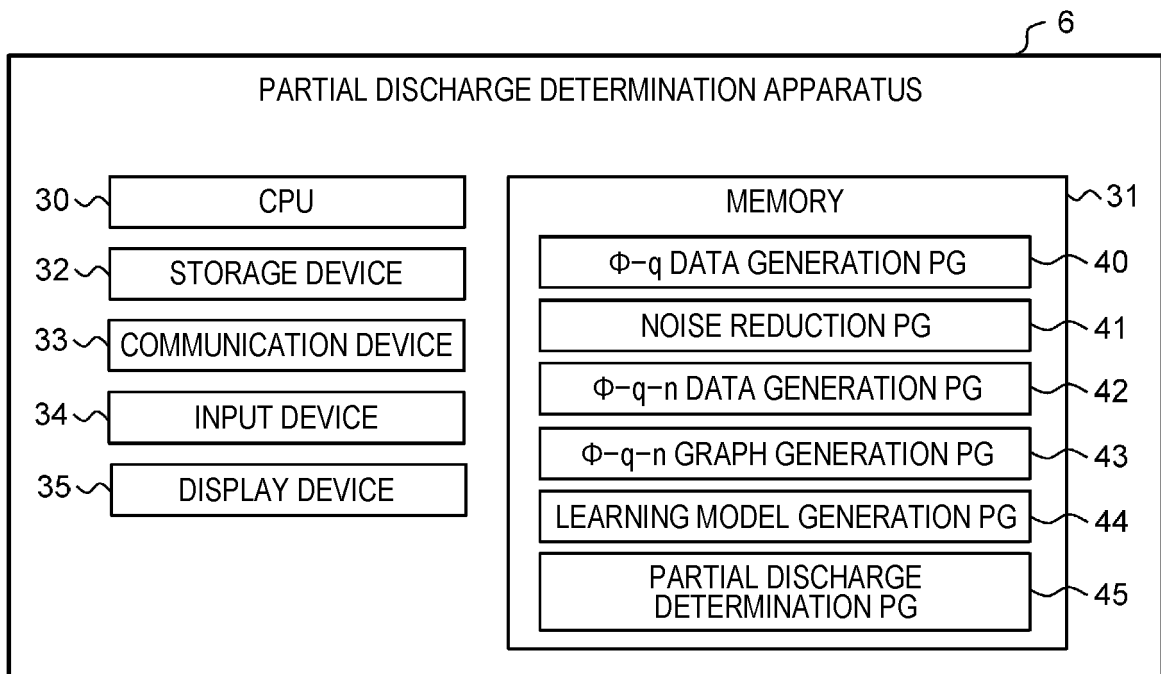 6
PARTIAL DISCHARGE DETERMINATION APPARATUS
30
CPU
32
STORAGE DEVICE
33
COMMUNICATION DEVICE
34
INPUT DEVICE
35
DISPLAY DEVICE
MEMORY
31
Φ-q DATA GENERATION PG
40
NOISE REDUCTION PG
41
Φ-q-n DATA GENERATION PG
42
Φ-q-n GRAPH GENERATION PG
43
LEARNING MODEL GENERATION PG
44
PARTIAL DISCHARGE
DETERMINATION PG
45